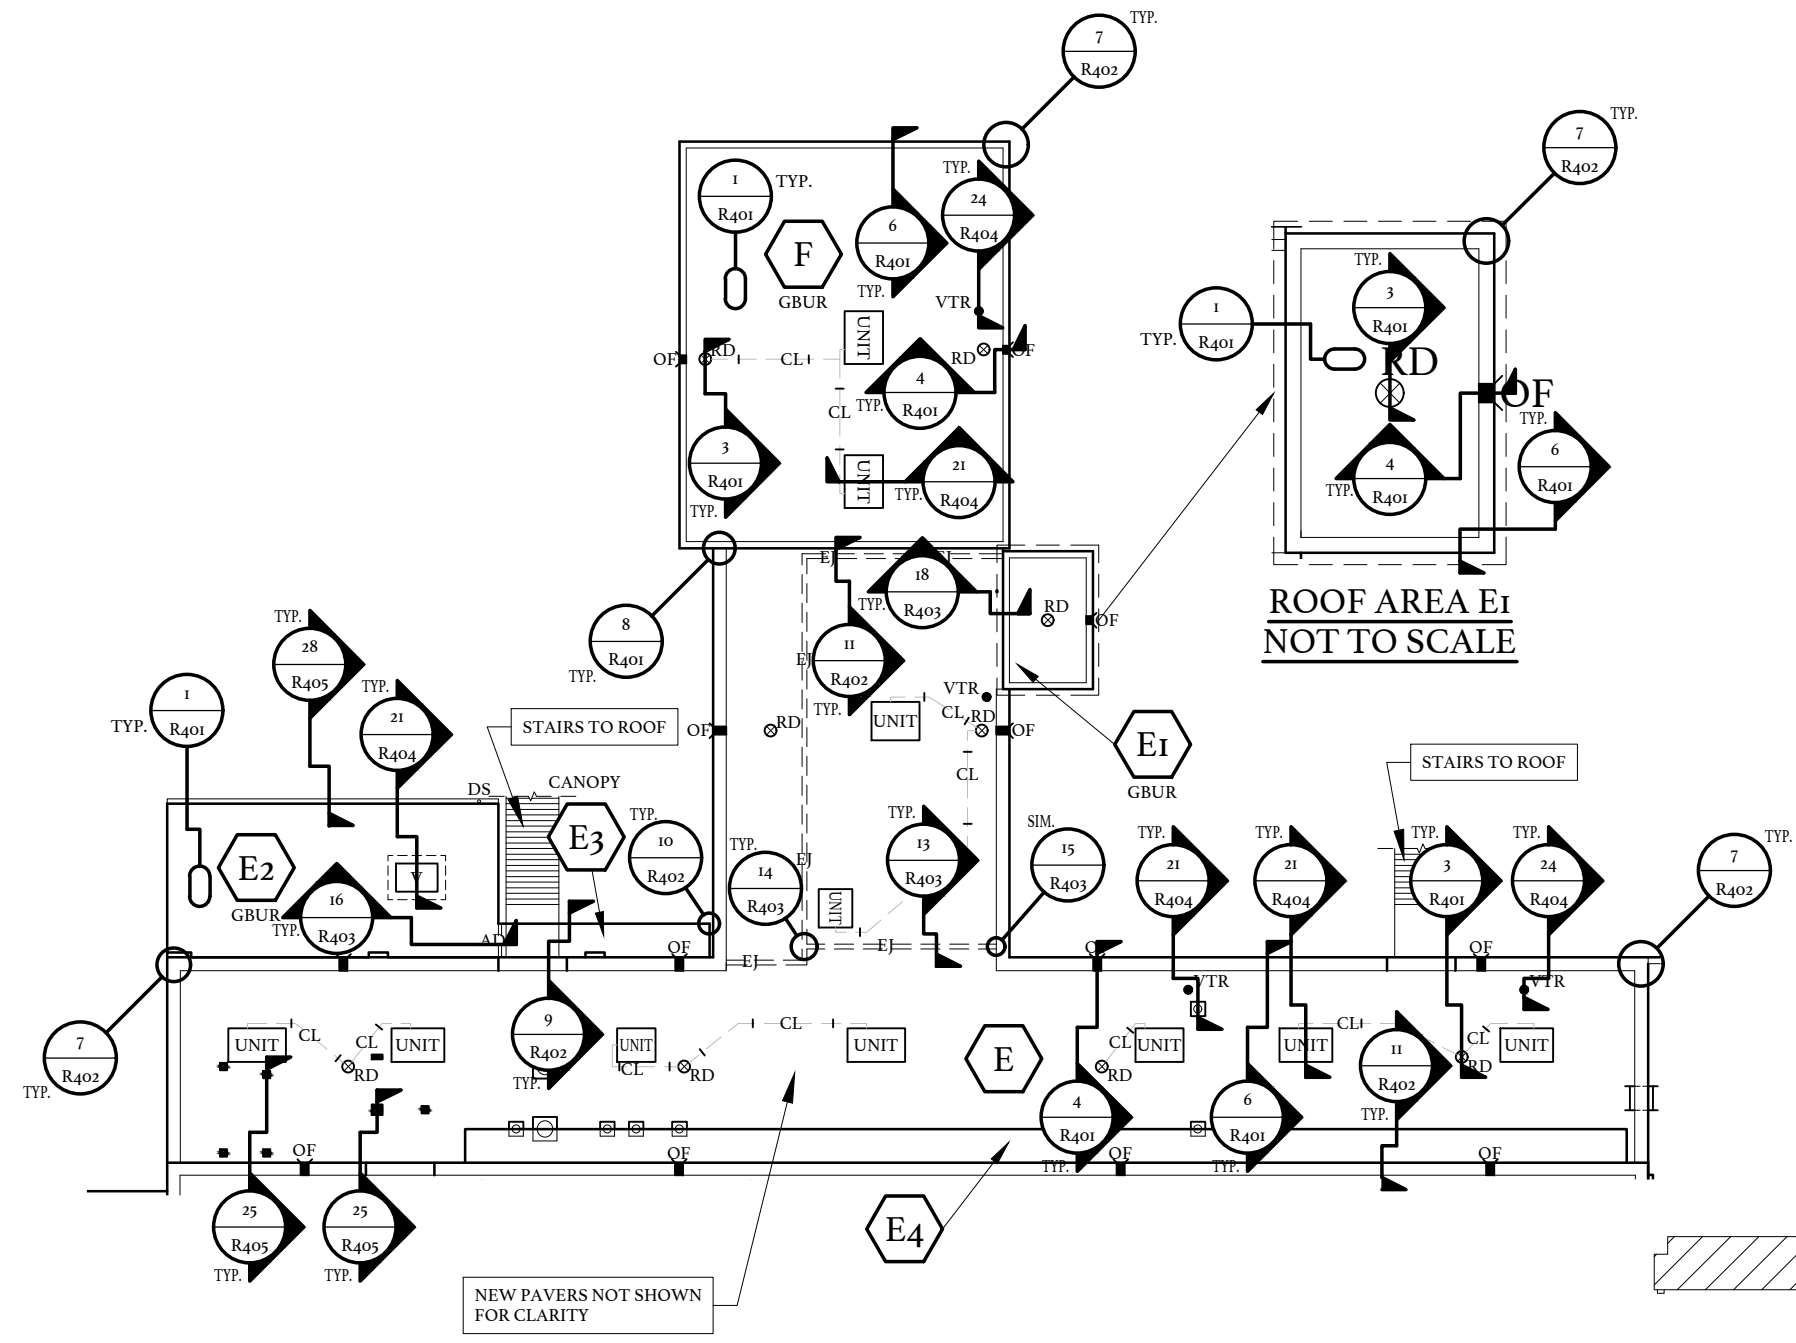 TYP.
7
R402
TYP.
7
R402
TYP.
1
R401
TYP.
F
GBUR
6
R401
TYP.
TYP.
24
R404
VTR
OF
RD
CL
UNIT
RD
OF
4
R401
TYP.
CL
3
R401
TYP.
UNIT
21
R404
TYP.
TYP.
1
R401
TYP.
3
R401
RD
OF
TYP.
4
R401
TYP.
6
R401
ROOF AREA E1
NOT TO SCALE
EJ
EJ
18
R403
TYP.
RD
OF
8
R401
TYP.
11
R402
TYP.
EJ
VTR
UNIT
CL
RD
OF
OF
RD
CL
E1
GBUR
TYP.
28
R405
TYP.
21
R404
TYP.
1
R401
STAIRS TO ROOF
STAIRS TO ROOF
DS
CANOPY
E2
GBUR
V
16
R403
TYP.
AD
E3
TYP.
10
R402
TYP.
14
R403
EJ
UNIT
13
R403
SIM.
15
R403
EJ
EJ
TYP.
21
R404
TYP.
21
R404
TYP.
3
R401
TYP.
24
R404
TYP.
7
R402
OF
OF
OF
OF
VTR
VTR
7
R402
TYP.
UNIT
CL
CL
UNIT
RD
9
R402
TYP.
UNIT
CL
RD
CL
UNIT
E
CL
UNIT
RD
UNIT
CL
11
R402
TYP.
CL
UNIT
RD
4
R401
TYP.
6
R401
TYP.
OF
OF
OF
OF
25
R405
TYP.
25
R405
TYP.
E4
NEW PAVERS NOT SHOWN
FOR CLARITY